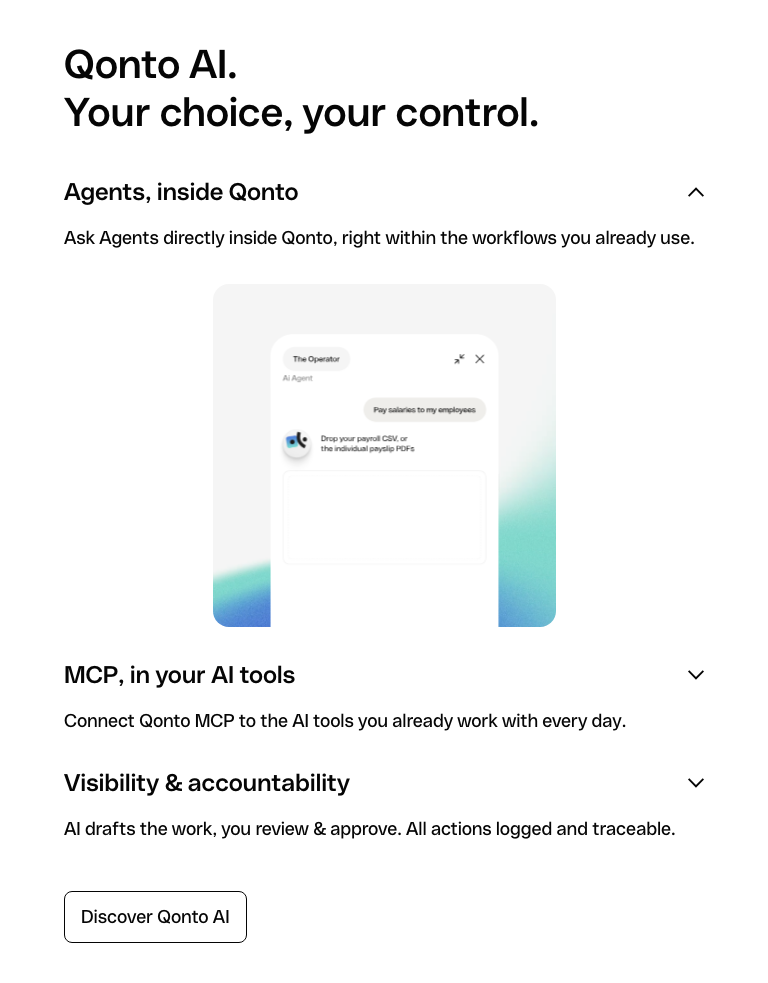 Qonto AI.
Your choice, your control.
Agents, inside Qonto
Ask Agents directly inside Qonto, right within the workflows you already use.
The Operator
AI Agent
Pay salaries to my employees
Drop your payroll CSV, or
the individual payslip PDFs
MCP, in your AI tools
Connect Qonto MCP to the AI tools you already work with every day.
Visibility & accountability
AI drafts the work, you review & approve. All actions logged and traceable.
Discover Qonto AI